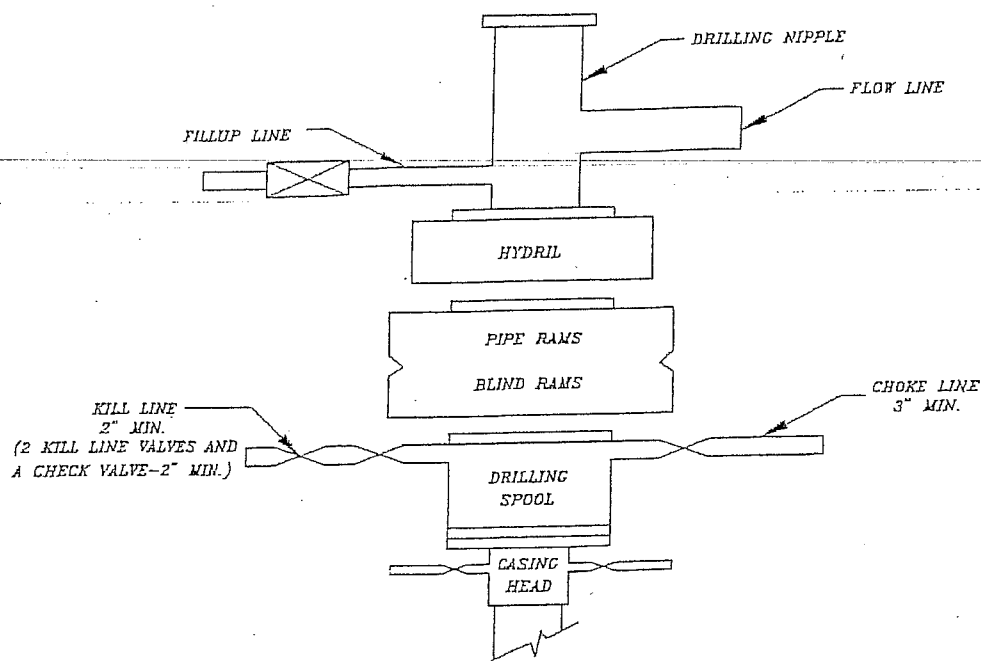 DRILLING NIPPLE
FLOW LINE
FILLUP LINE
HYDRIL
PIPE RAMS
BLIND RAMS
KILL LINE
2" MIN.
(2 KILL LINE VALVES AND
A CHECK VALVE-2" MIN.)
CHOKE LINE
3" MIN.
DRILLING
SPOOL
CASING
HEAD